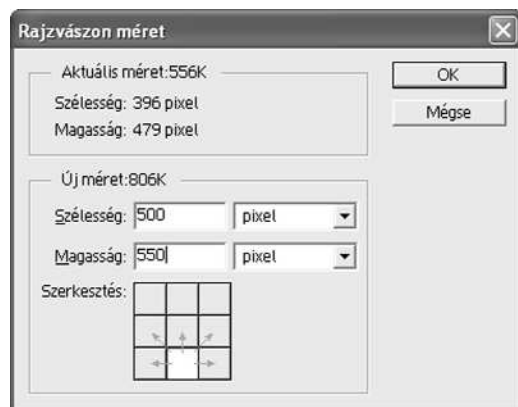 Rajzvászon méret
Aktuális méret:556K
Szélesség: 396 pixel
Magasság: 479 pixel
OK
Mégse
Új méret:806K
Szélesség: 500 pixel
Magasság: 550 pixel
Szerkesztés: